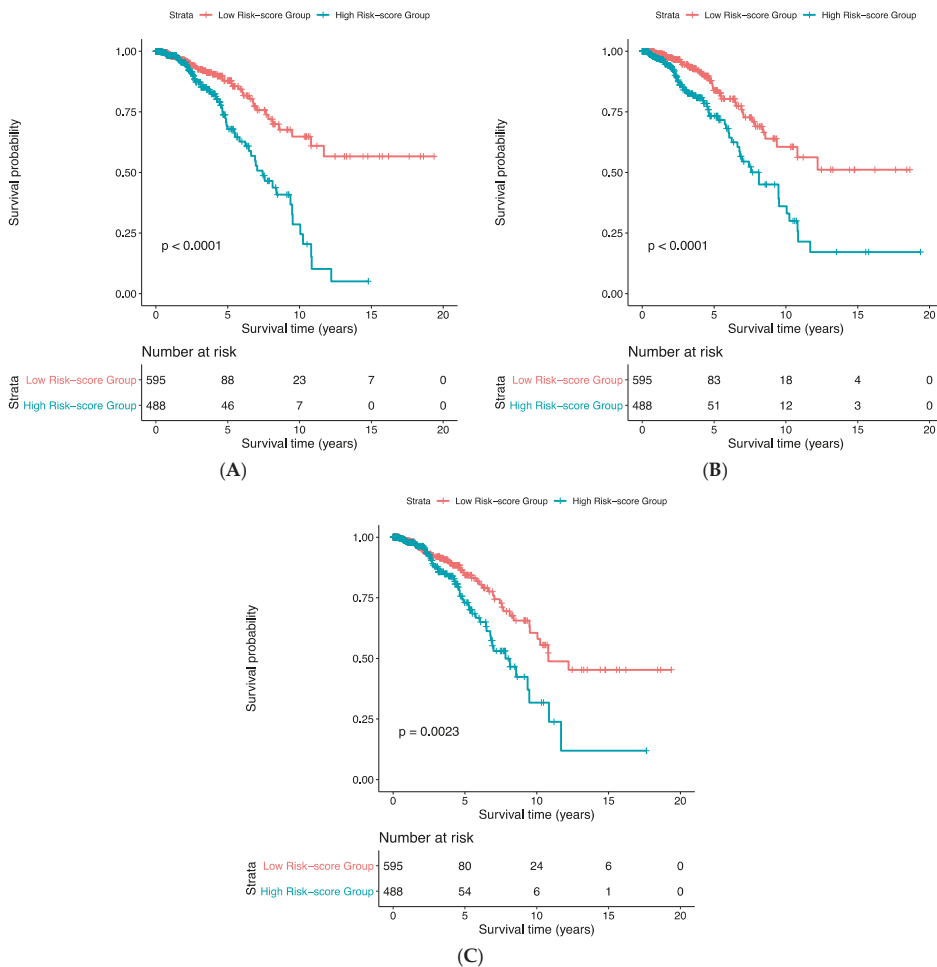 Strata Low Risk−score Group High Risk−score Group
1.00
0.75
0.50
0.25
0.00
Survival probability
p < 0.0001
0 5 10 15 20
Survival time (years)
Number at risk
Strata
Low Risk−score Group 595 88 23 7 0
High Risk−score Group 488 46 7 0 0
0 5 10 15 20
Survival time (years)
(A)
Strata Low Risk−score Group High Risk−score Group
1.00
0.75
0.50
0.25
0.00
Survival probability
p < 0.0001
0 5 10 15 20
Survival time (years)
Number at risk
Strata
Low Risk−score Group 595 83 18 4 0
High Risk−score Group 488 51 12 3 0
0 5 10 15 20
Survival time (years)
(B)
Strata Low Risk−score Group High Risk−score Group
1.00
0.75
0.50
0.25
0.00
Survival probability
p = 0.0023
0 5 10 15 20
Survival time (years)
Number at risk
Strata
Low Risk−score Group 595 80 24 6 0
High Risk−score Group 488 54 6 1 0
0 5 10 15 20
Survival time (years)
(C)